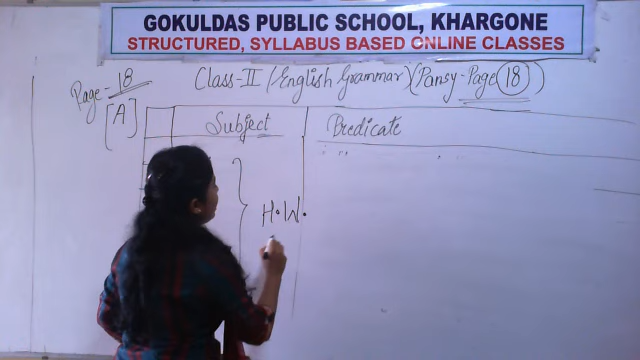 GOKULDAS PUBLIC SCHOOL, KHARGONE
STRUCTURED, SYLLABUS BASED ONLINE CLASSES
Page-18
Class-II (English Grammar) (Pansy-Page 18)
[A]
Subject
Predicate
H.W.